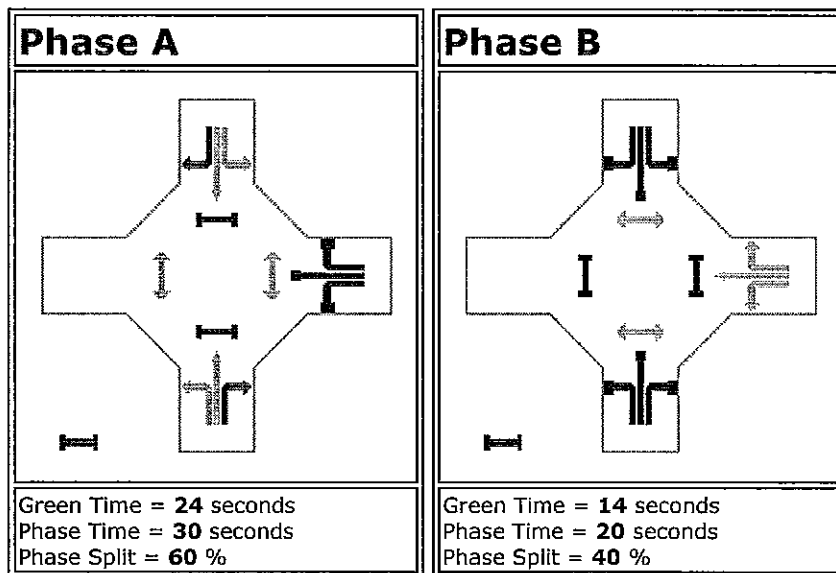 Phase A
Green Time = 24 seconds
Phase Time = 30 seconds
Phase Split = 60 %
Phase B
Green Time = 14 seconds
Phase Time = 20 seconds
Phase Split = 40 %